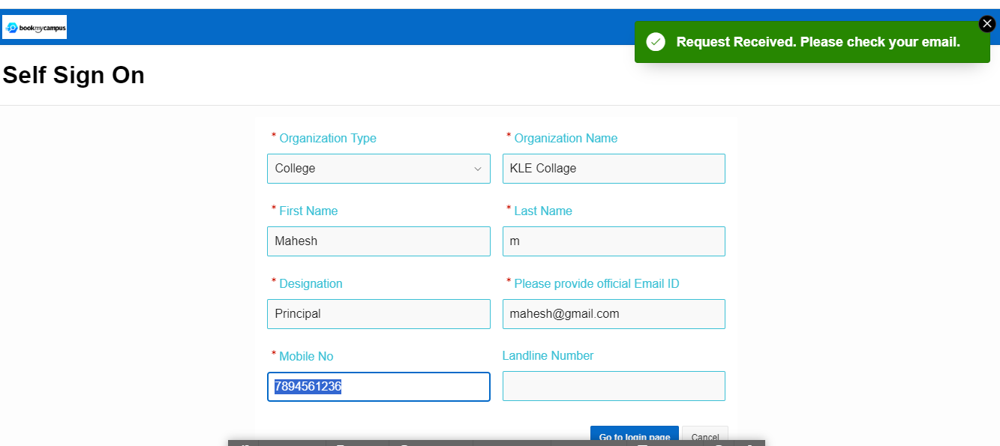 bookmycampus
Request Received. Please check your email.
Self Sign On
* Organization Type
* Organization Name
College
KLE Collage
* First Name
* Last Name
Mahesh
m
* Designation
* Please provide official Email ID
Principal
mahesh@gmail.com
* Mobile No
Landline Number
7894561236
Go to login page
Cancel